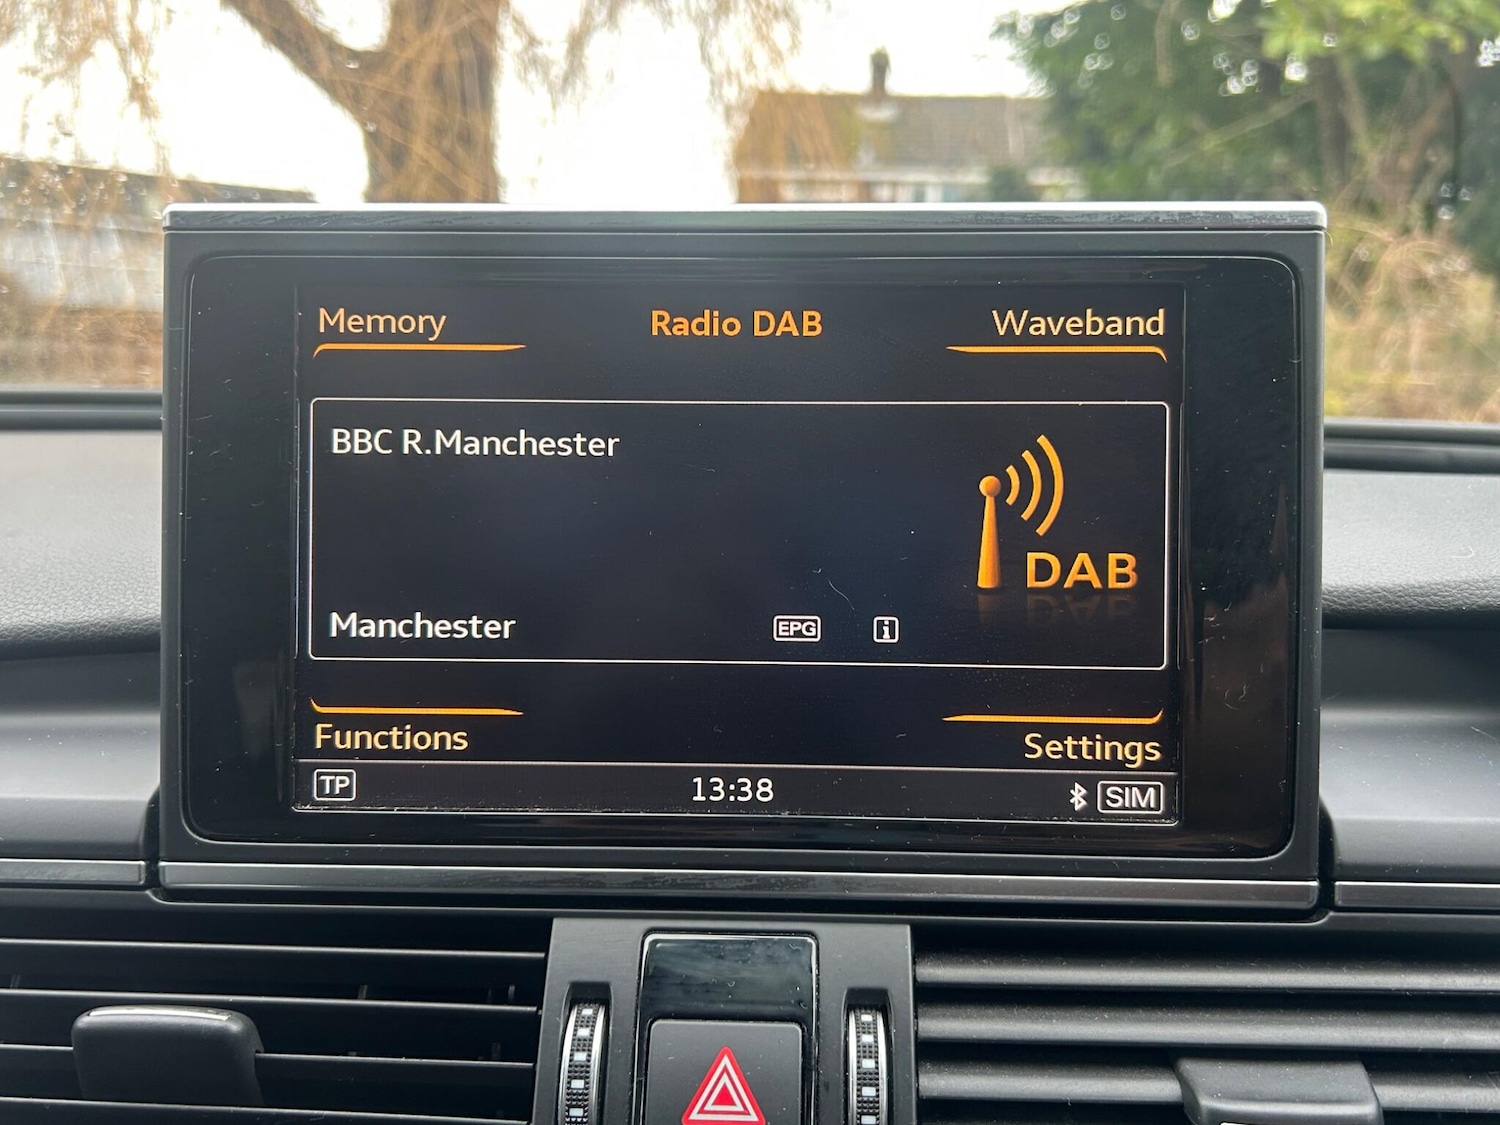 Memory
Radio DAB
Waveband
BBC R.Manchester
DAB
Manchester
EPG
i
Functions
Settings
TP
13:38
SIM